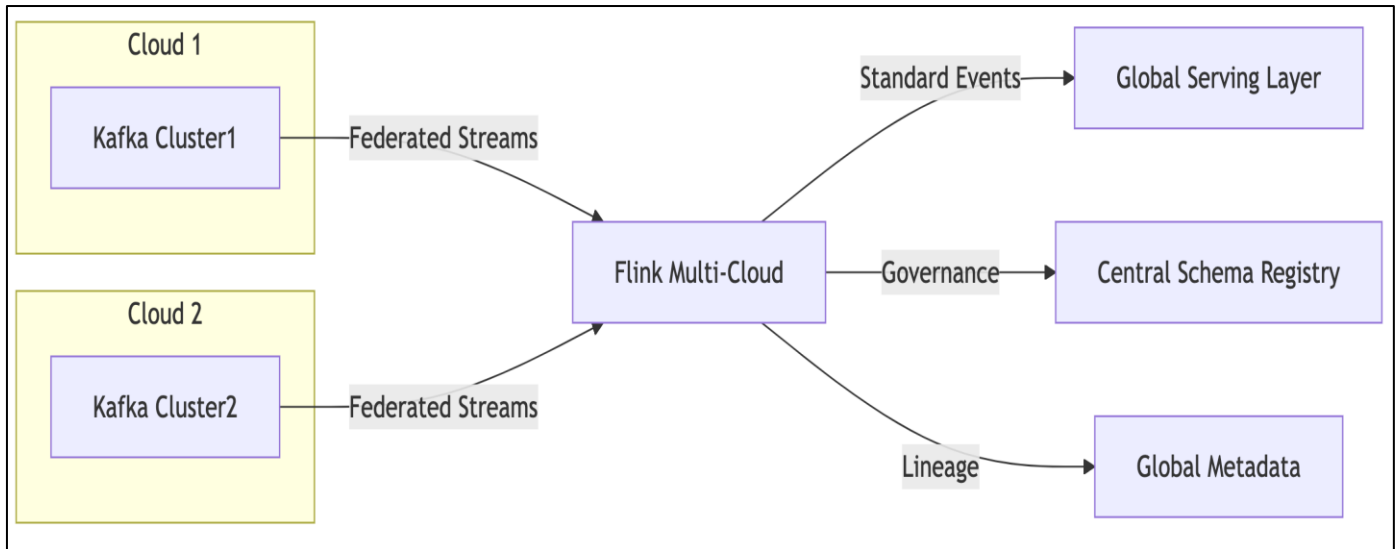 Cloud 1
Kafka Cluster1
Federated Streams
Cloud 2
Kafka Cluster2
Federated Streams
Flink Multi-Cloud
Standard Events
Global Serving Layer
Governance
Central Schema Registry
Lineage
Global Metadata